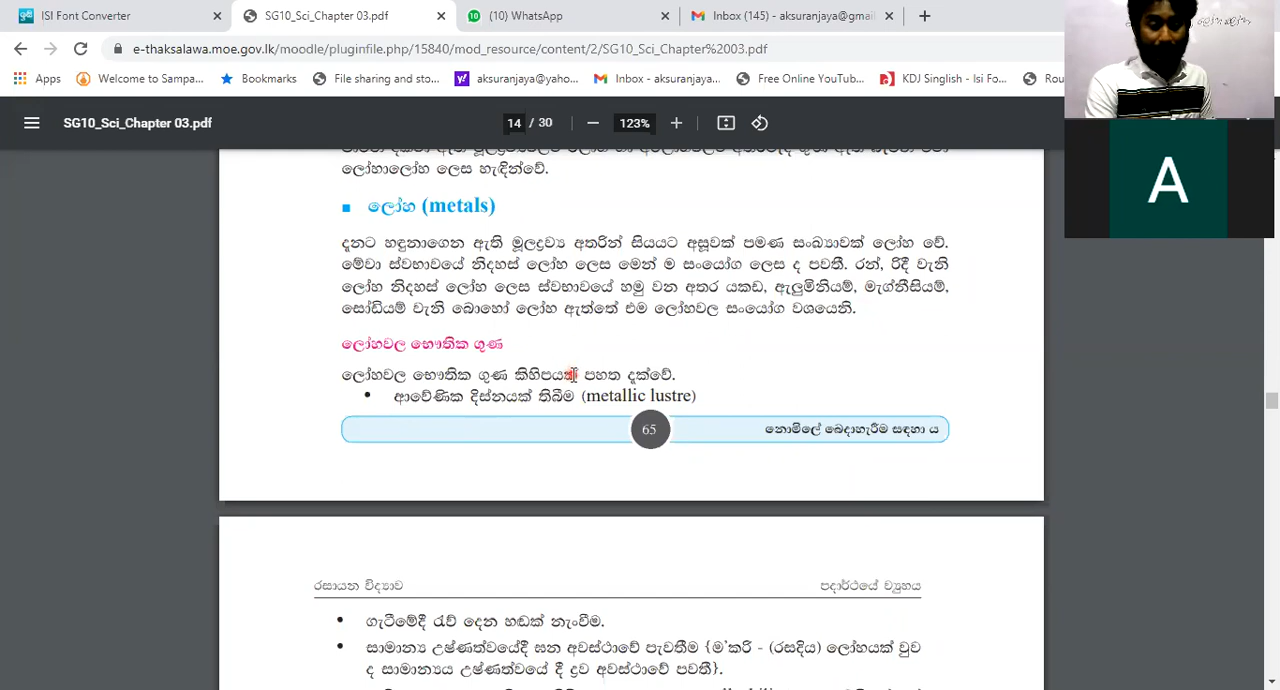 ISI Font Converter
SG10_Sci_Chapter 03.pdf
(10) WhatsApp
Inbox (145) - aksuranjaya@gmai
e-thaksalawa.moe.gov.lk/moodle/pluginfile.php/15840/mod_resource/content/2/SG10_Sci_Chapter%2003.pdf
Apps
Welcome to Sampa...
Bookmarks
File sharing and sto...
aksuranjaya@yaho...
Inbox - aksuranjaya...
Free Online YouTub...
KDJ Singlish - Isi Fo...
Rou
SG10_Sci_Chapter 03.pdf
14 / 30
123%
A
ලෝහාලෝහ ලෙස හැඳින්වේ.
ලෝහ (metals)
දැනට හඳුනාගෙන ඇති මූලද්‍රව්‍ය අතරින් සියයට අසූවක් පමණ සංඛ්‍යාවක් ලෝහ වේ.
මේවා ස්වභාවයේ නිදහස් ලෝහ ලෙස මෙන් ම සංයෝග ලෙස ද පවතී. රන්, රිදී වැනි
ලෝහ නිදහස් ලෝහ ලෙස ස්වභාවයේ හමු වන අතර යකඩ, ඇලුමිනියම්, මැග්නීසියම්,
සෝඩියම් වැනි බොහෝ ලෝහ ඇත්තේ එම ලෝහවල සංයෝග වශයෙනි.
ලෝහවල භෞතික ගුණ
ලෝහවල භෞතික ගුණ කිහිපයක් පහත දැක්වේ.
• ආවේණික දිස්නයක් තිබීම (metallic lustre)
65
නොමිලේ බෙදාහැරීම සඳහා ය
රසායන විද්‍යාව
පදාර්ථයේ ව්‍යුහය
• ගැටීමේදී රැව් දෙන හඬක් නැංවීම.
• සාමාන්‍ය උෂ්ණත්වයේදී ඝන අවස්ථාවේ පැවතීම {ම'කරි - (රසදිය) ලෝහයක් වුව
ද සාමාන්‍යය උෂ්ණත්වයේ දී ද්‍රව අවස්ථාවේ පවතී}.